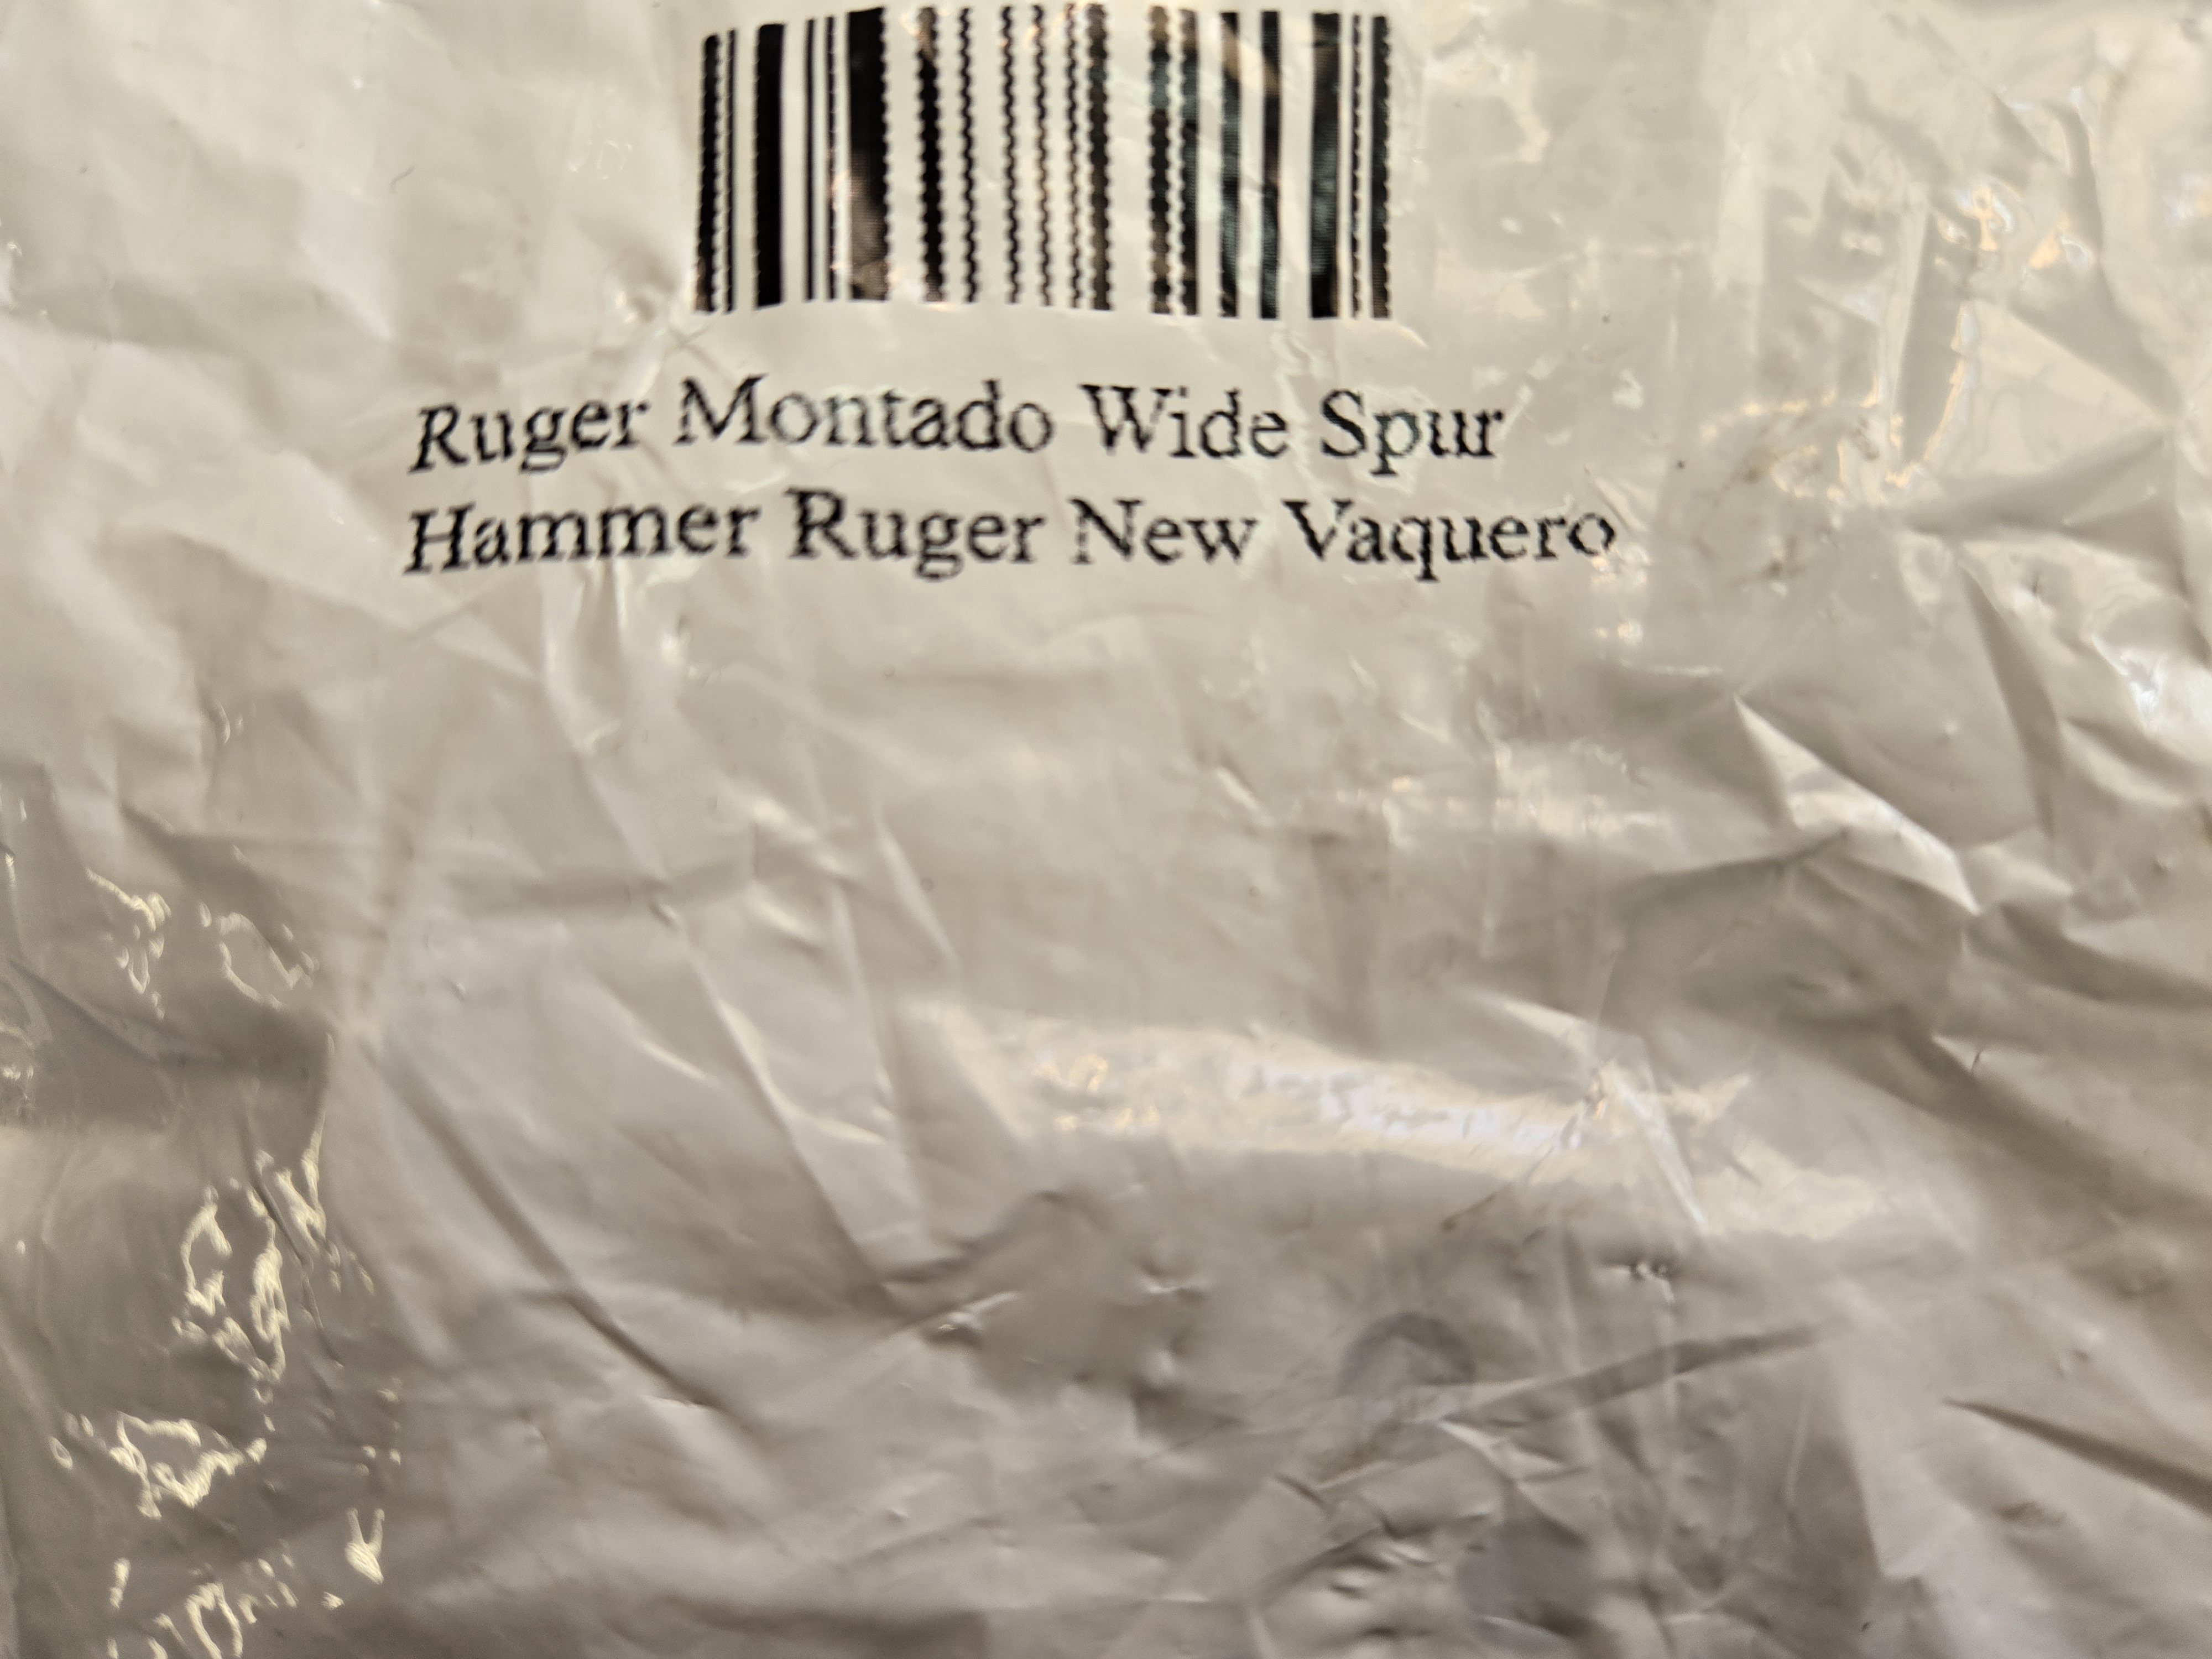 Ruger Montado Wide Spur
Hammer Ruger New Vaquero